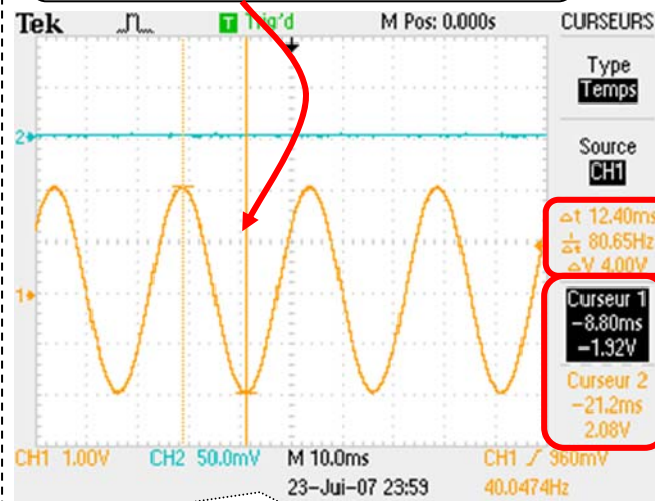 Tek T Trig'd M Pos: 0.000s CURSEURS
Type
Temps
2
Source
CH1
△t 12.40ms
1/△t 80.65Hz
△V 4.00V
1
Curseur 1
-8.80ms
-1.92V
Curseur 2
-21.2ms
2.08V
CH1 1.00V CH2 50.0mV M 10.0ms CH1 / 960mV
23-Jui-07 23:59 40.0474Hz